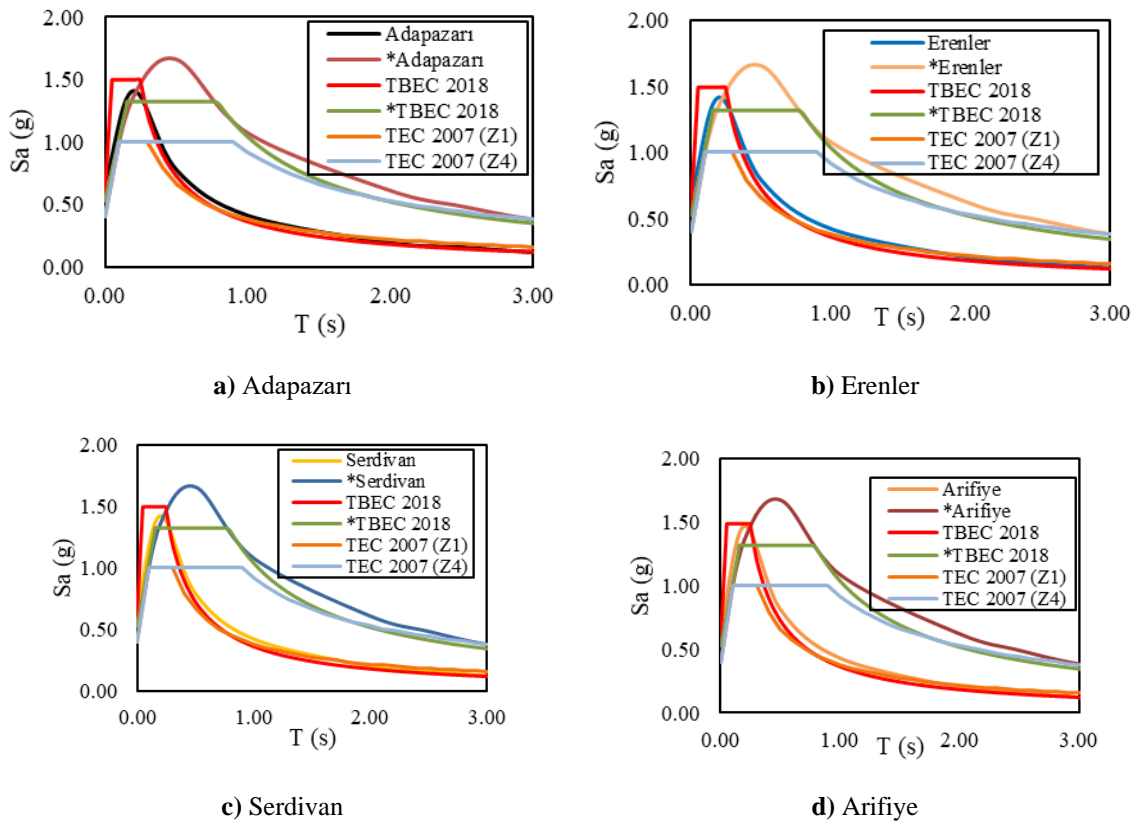 2.00
1.50
1.00
0.50
0.00
Sa (g)
Adapazarı
*Adapazarı
TBEC 2018
*TBEC 2018
TEC 2007 (Z1)
TEC 2007 (Z4)
0.00 1.00 2.00 3.00
T (s)
a) Adapazarı
2.00
1.50
1.00
0.50
0.00
Sa (g)
Erenler
*Erenler
TBEC 2018
*TBEC 2018
TEC 2007 (Z1)
TEC 2007 (Z4)
0.00 1.00 2.00 3.00
T (s)
b) Erenler
2.00
1.50
1.00
0.50
0.00
Sa (g)
Serdivan
*Serdivan
TBEC 2018
*TBEC 2018
TEC 2007 (Z1)
TEC 2007 (Z4)
0.00 1.00 2.00 3.00
T (s)
c) Serdivan
2.00
1.50
1.00
0.50
0.00
Sa (g)
Arifiye
*Arifiye
TBEC 2018
*TBEC 2018
TEC 2007 (Z1)
TEC 2007 (Z4)
0.00 1.00 2.00 3.00
T (s)
d) Arifiye